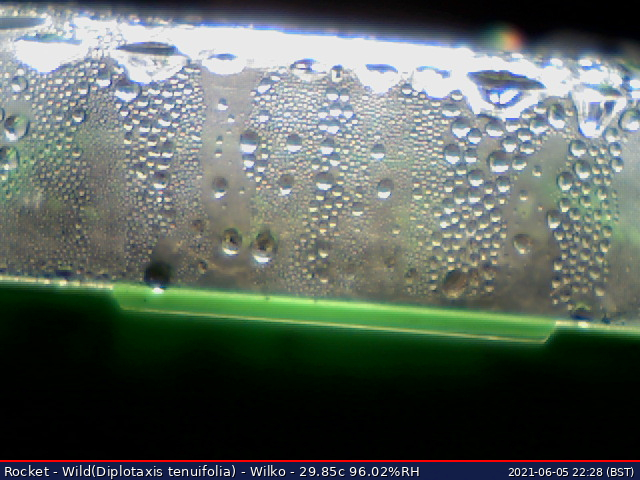 Rocket - Wild(Diplotaxis tenuifolia) - Wilko - 29.85c 96.02%RH
2021-06-05 22:28 (BST)